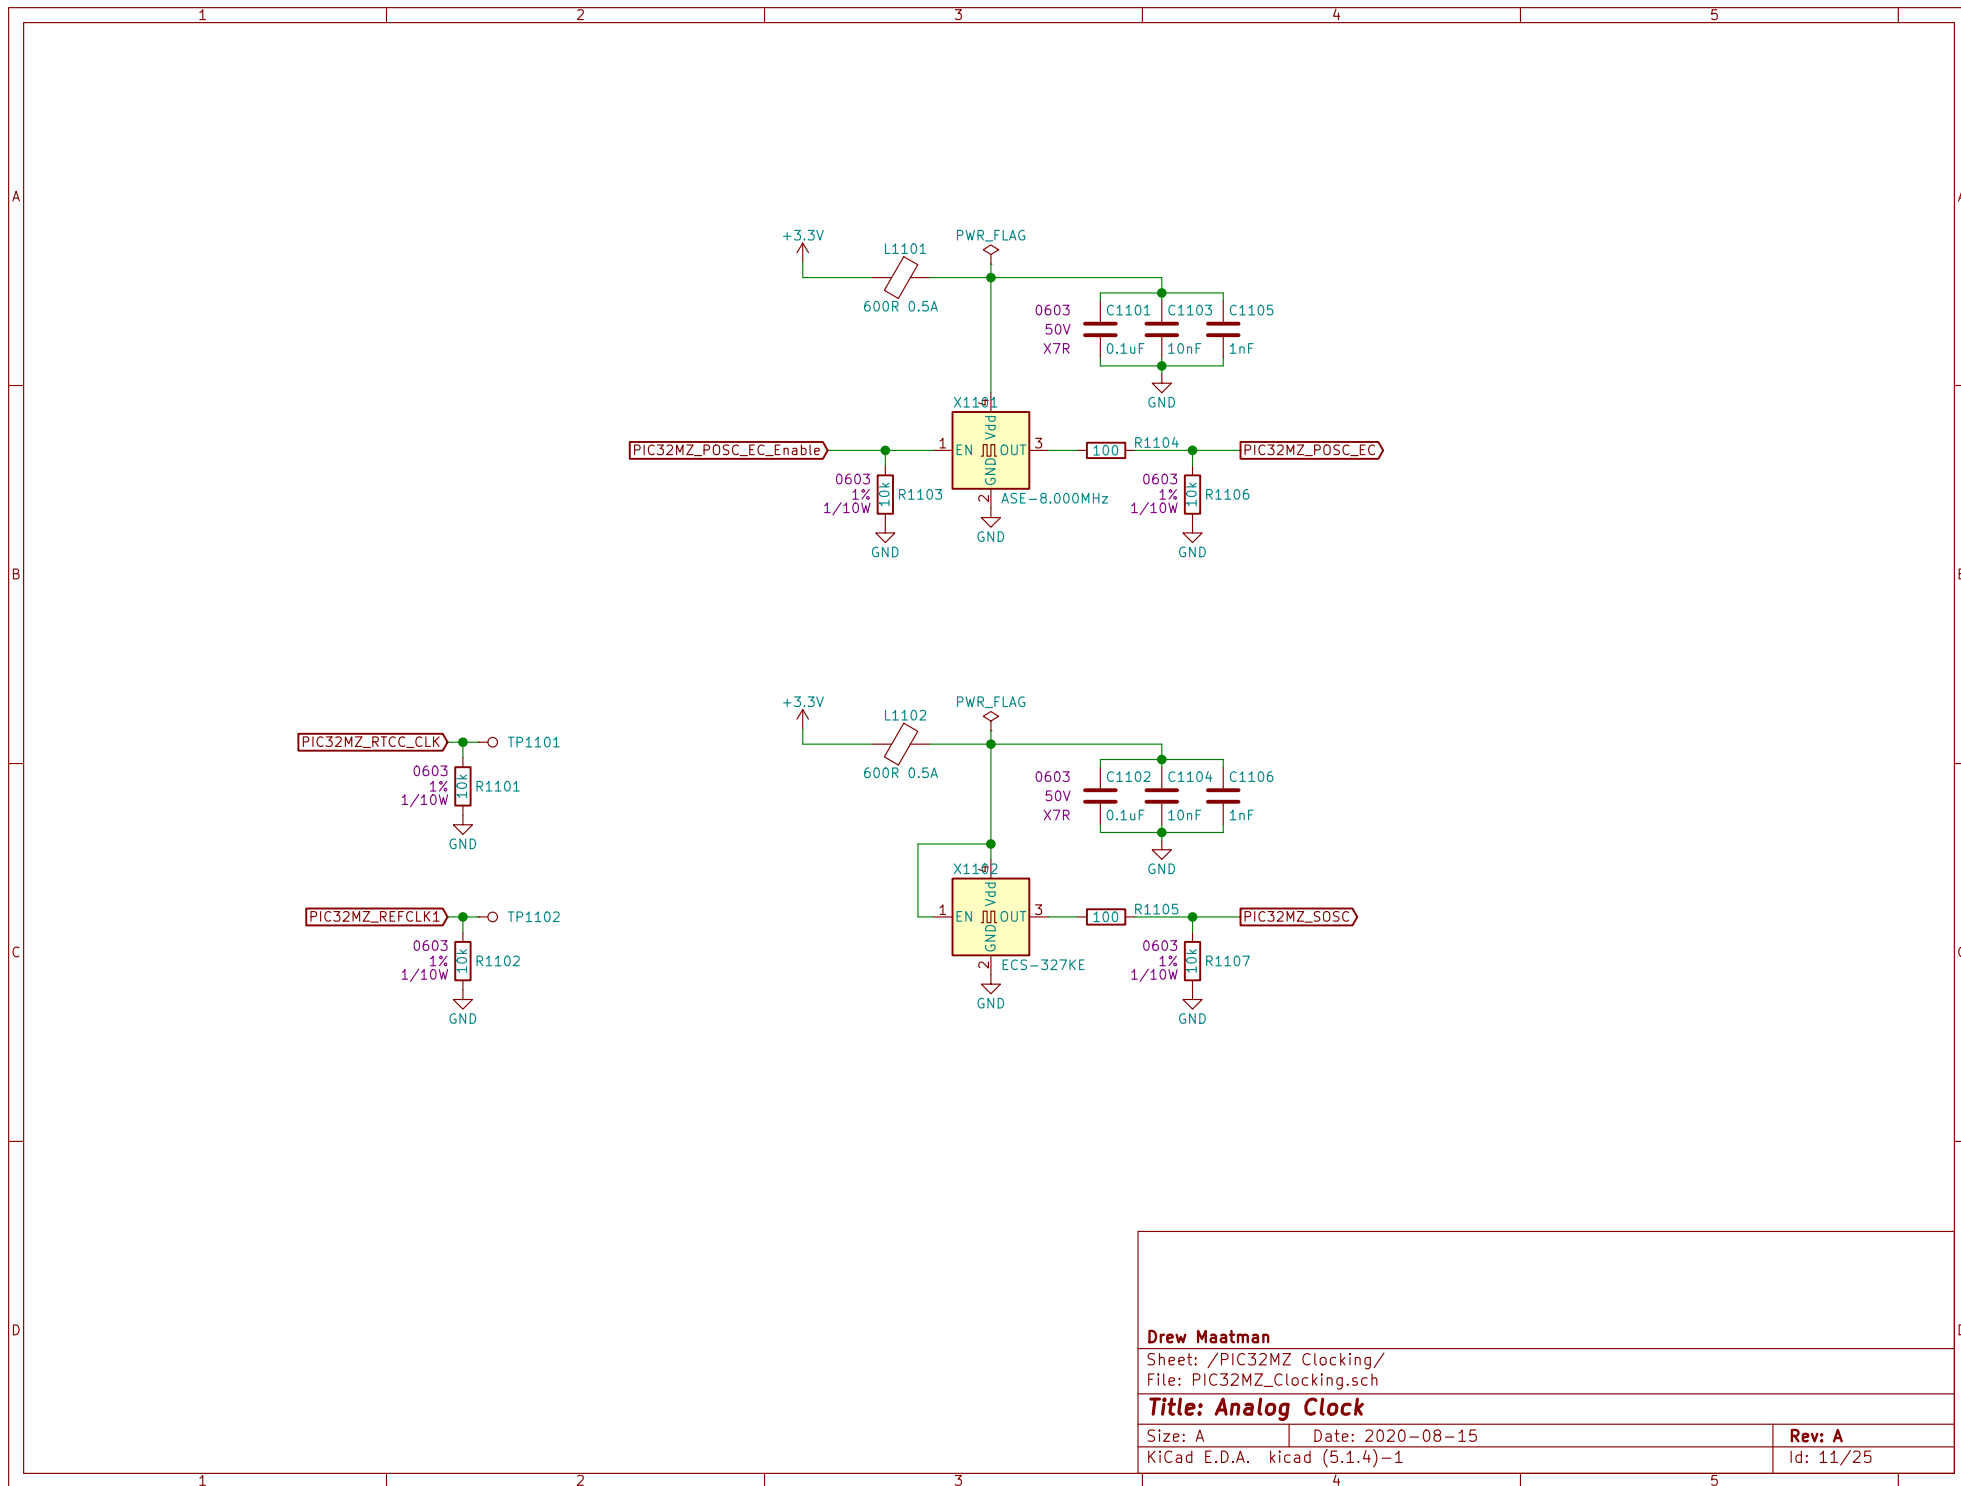 1 2 3 4 5
A
+3.3V
L1101
600R 0.5A
PWR_FLAG
0603
50V
X7R
C1101
0.1uF
C1103
10nF
C1105
1nF
GND
X1101
4
Vdd
PIC32MZ_POSC_EC_Enable
1
EN
OUT
3
GND
2
ASE-8.000MHz
GND
0603
1%
1/10W
10k
R1103
GND
100
R1104
PIC32MZ_POSC_EC
0603
1%
1/10W
10k
R1106
GND
B
+3.3V
L1102
600R 0.5A
PWR_FLAG
0603
50V
X7R
C1102
0.1uF
C1104
10nF
C1106
1nF
GND
PIC32MZ_RTCC_CLK
TP1101
0603
1%
1/10W
10k
R1101
GND
X1102
4
Vdd
1
EN
OUT
3
GND
2
ECS-327KE
GND
100
R1105
PIC32MZ_SOSC
0603
1%
1/10W
10k
R1107
GND
PIC32MZ_REFCLK1
TP1102
0603
1%
1/10W
10k
R1102
GND
C
D
Drew Maatman
Sheet: /PIC32MZ Clocking/
File: PIC32MZ_Clocking.sch
Title: Analog Clock
Size: A Date: 2020-08-15 Rev: A
KiCad E.D.A. kicad (5.1.4)-1 Id: 11/25
1 2 3 4 5